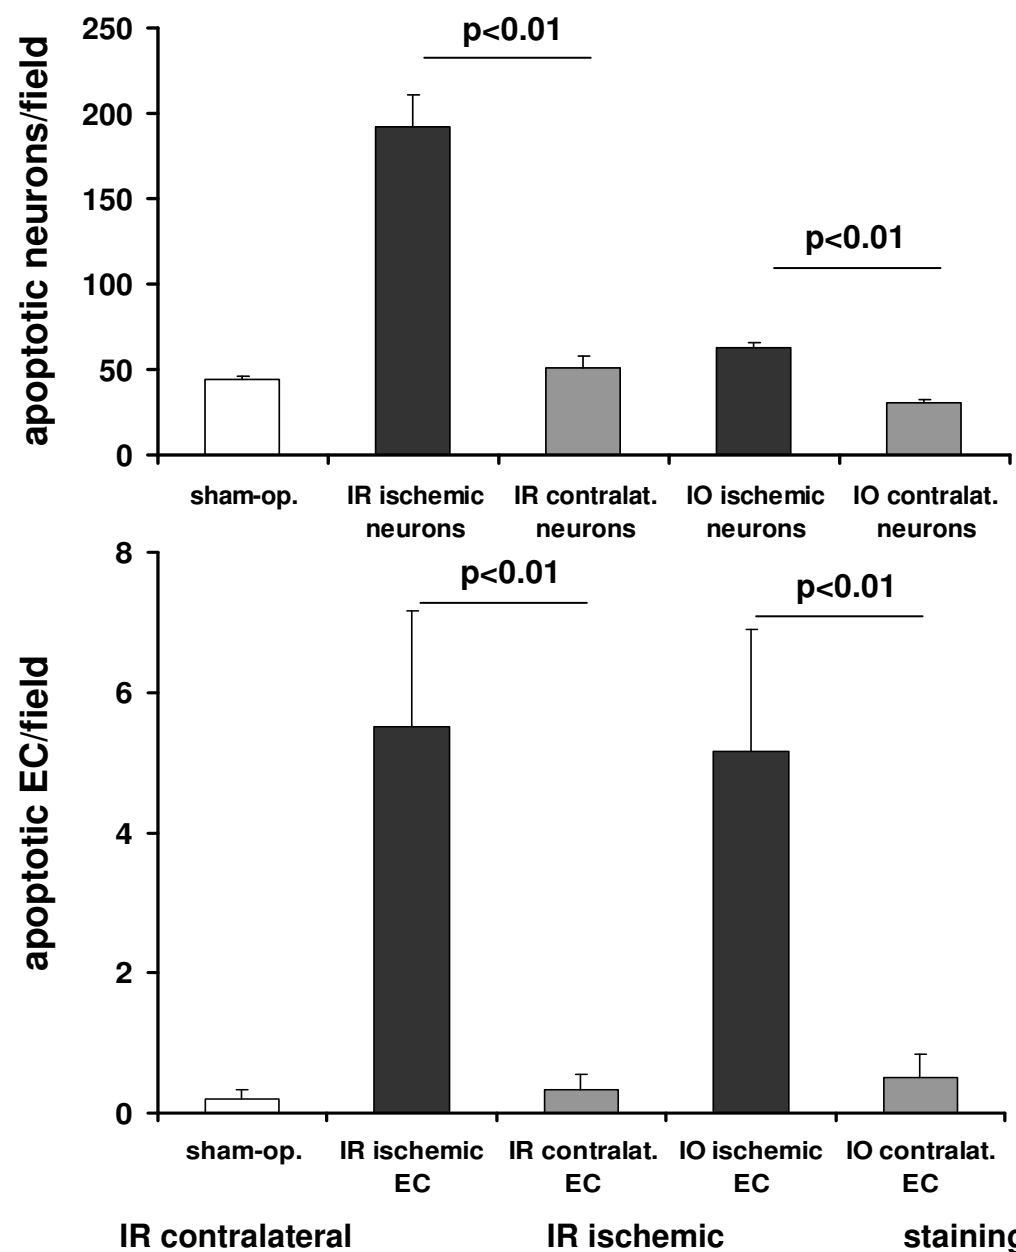 250
200
150
100
50
0
apoptotic neurons/field
p<0.01
p<0.01
sham-op.
IR ischemic
neurons
IR contralat.
neurons
IO ischemic
neurons
IO contralat.
neurons
8
6
4
2
0
apoptotic EC/field
p<0.01
p<0.01
sham-op.
IR ischemic
EC
IR contralat.
EC
IO ischemic
EC
IO contralat.
EC
IR contralateral
IR ischemic
staining